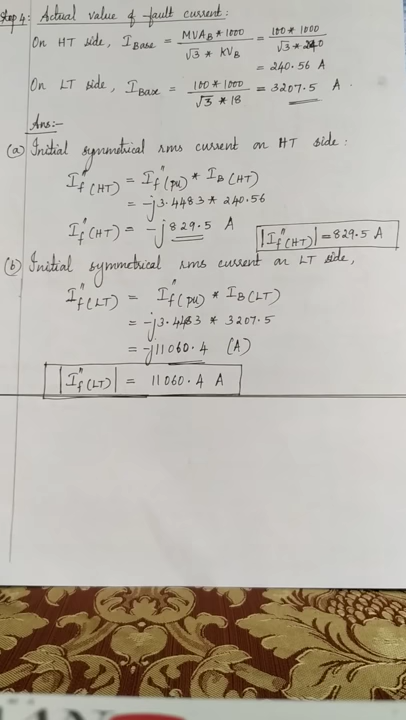 Step 4: Actual value of fault current:
On HT side, I Base = MVA_B * 1000 / √3 * KV_B = 100 * 1000 / √3 * 240
= 240.56 A
On LT side, I Base = 100 * 1000 / √3 * 18 = 3207.5 A.
Ans:-
(a) Initial symmetrical rms current on HT side:
I"f(HT) = I"f(pu) * I_B(HT)
= -j3.4483 * 240.56
I"f(HT) = -j 829.5 A
|I"f(HT)| = 829.5 A
(b) Initial symmetrical rms current on LT side,
I"f(LT) = I"f(pu) * I_B(LT)
= -j3.4483 * 3207.5
= -j11060.4 (A)
|I"f(LT)| = 11060.4 A